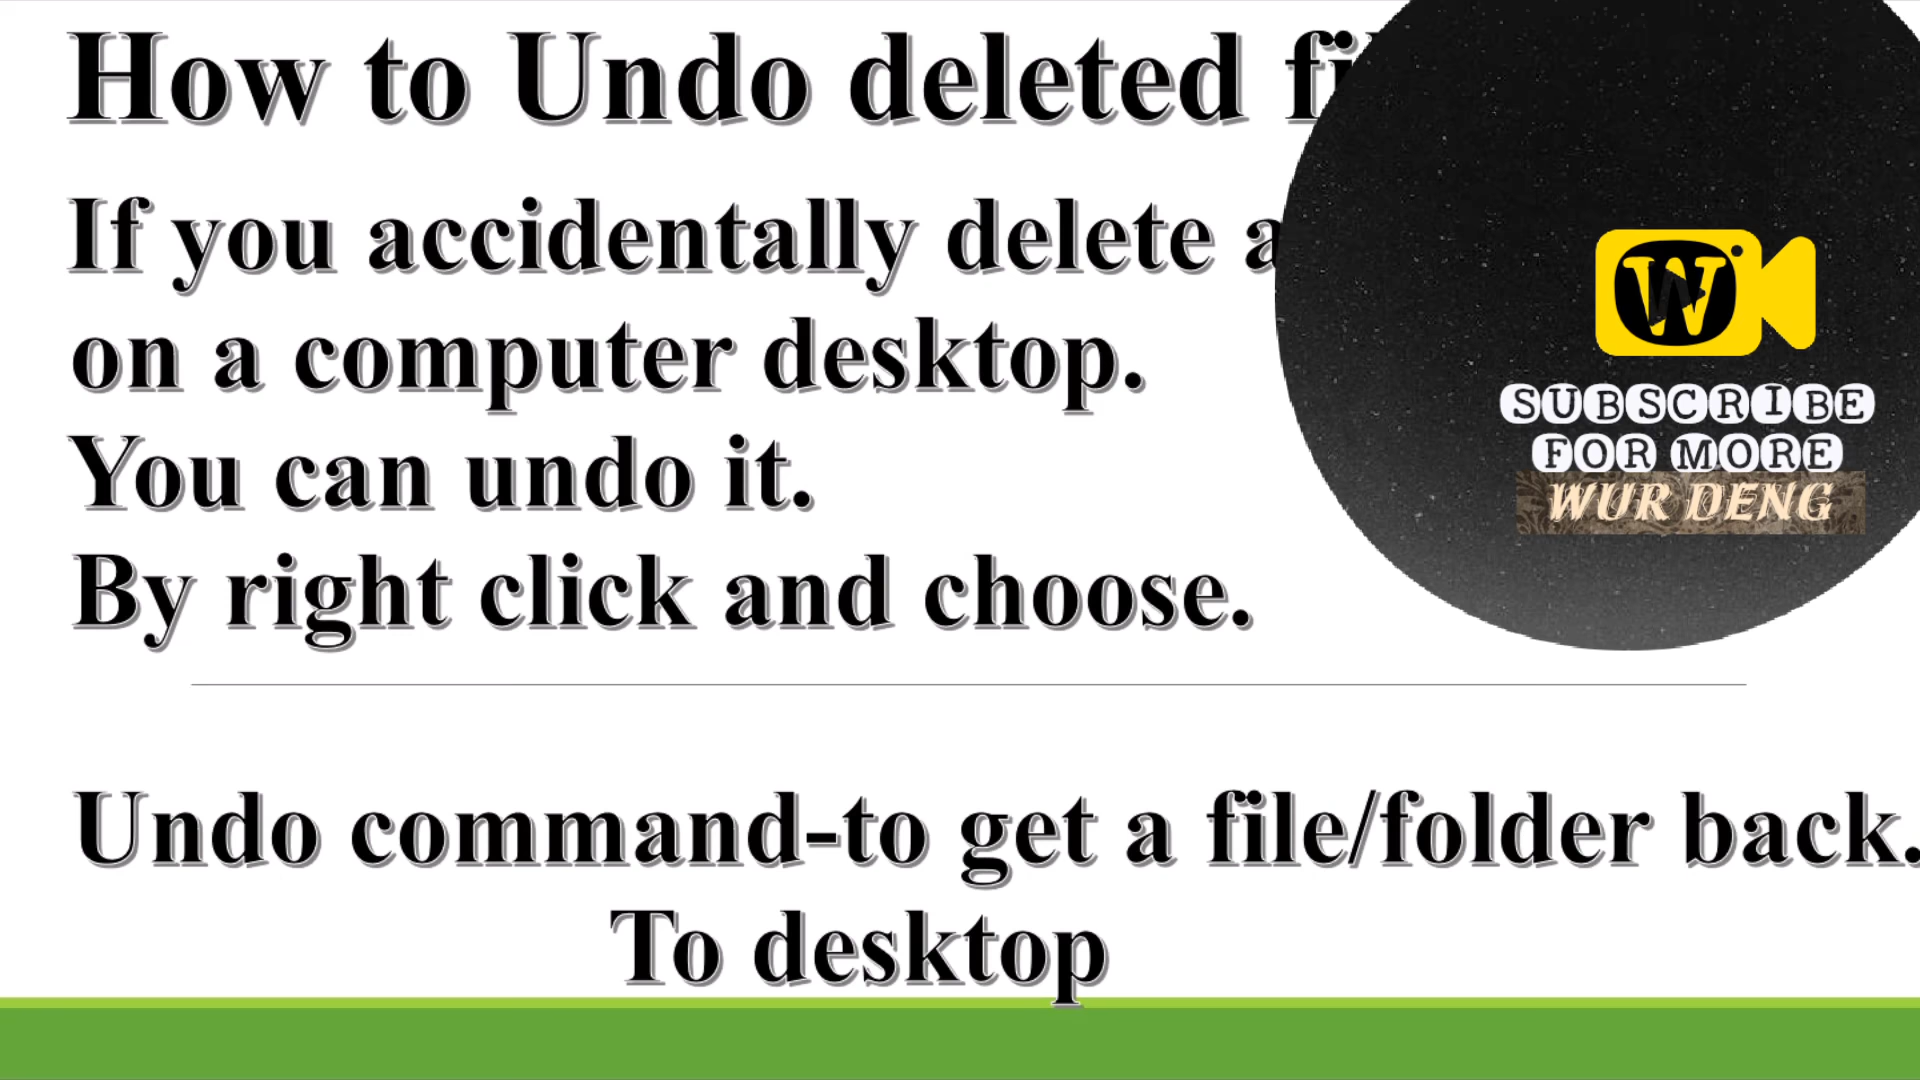 How to Undo deleted
If you accidentally delete a
on a computer desktop.
You can undo it.
By right click and choose.
Undo command-to get a file/folder back.
To desktop
W
SUBSCRIBE
FOR MORE
WUR DENG